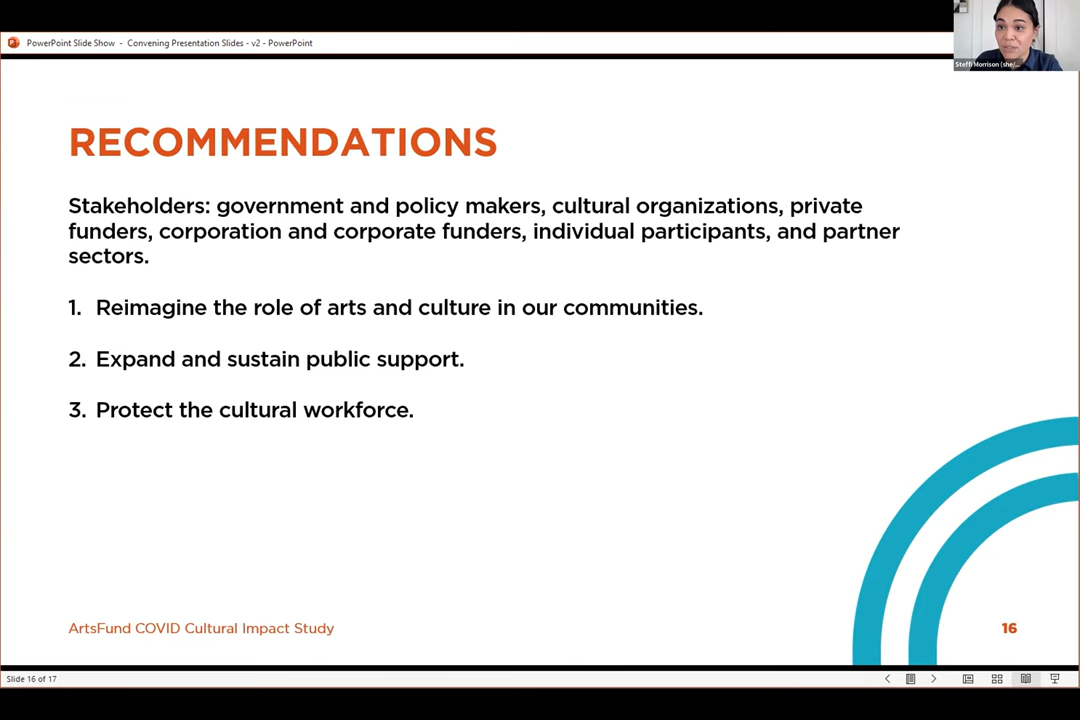 PowerPoint Slide Show - Convening Presentation Slides - v2 - PowerPoint
Steffi Morrison (she/...
RECOMMENDATIONS
Stakeholders: government and policy makers, cultural organizations, private
funders, corporation and corporate funders, individual participants, and partner
sectors.
1. Reimagine the role of arts and culture in our communities.
2. Expand and sustain public support.
3. Protect the cultural workforce.
ArtsFund COVID Cultural Impact Study
16
Slide 16 of 17